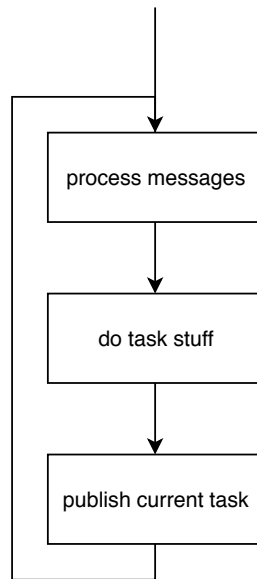 process messages
do task stuff
publish current task